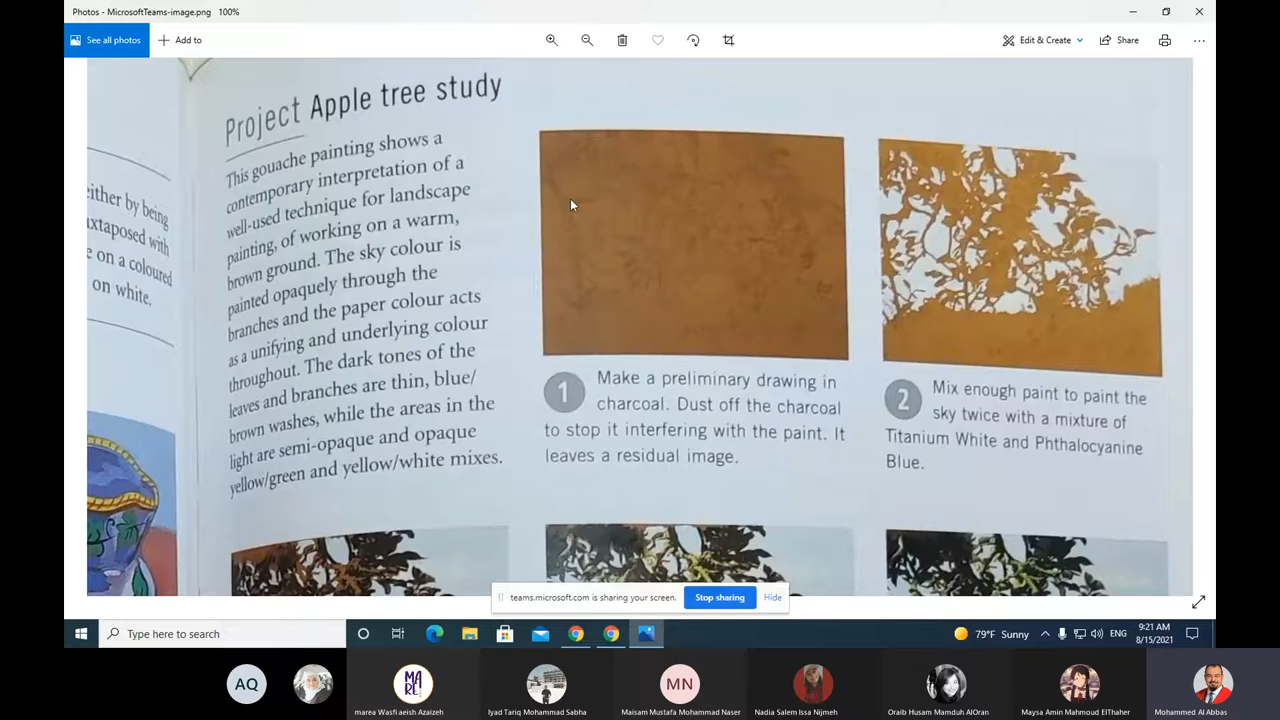 Photos - MicrosoftTeams-image.png 100%
See all photos
Add to
Edit & Create
Share
Project Apple tree study
This gouache painting shows a
contemporary interpretation of a
well-used technique for landscape
painting, of working on a warm,
brown ground. The sky colour is
painted opaquely through the
branches and the paper colour acts
as a unifying and underlying colour
throughout. The dark tones of the
leaves and branches are thin, blue/
brown washes, while the areas in the
light are semi-opaque and opaque
yellow/green and yellow/white mixes.
either by being
uxtaposed with
e on a coloured
on white.
1 Make a preliminary drawing in
charcoal. Dust off the charcoal
to stop it interfering with the paint. It
leaves a residual image.
2 Mix enough paint to paint the
sky twice with a mixture of
Titanium White and Phthalocyanine
Blue.
teams.microsoft.com is sharing your screen.
Stop sharing
Hide
Type here to search
79°F Sunny
ENG
9:21 AM
8/15/2021
AQ
MARE
MN
marea Wasfi aeish Azaizeh
Iyad Tariq Mohammad Sabha
Maisam Mustafa Mohammad Naser
Nadia Salem Issa Nijmeh
Oraib Husam Mamduh AlOran
Maysa Amin Mahmoud ElThaher
Mohammed Al Abbas